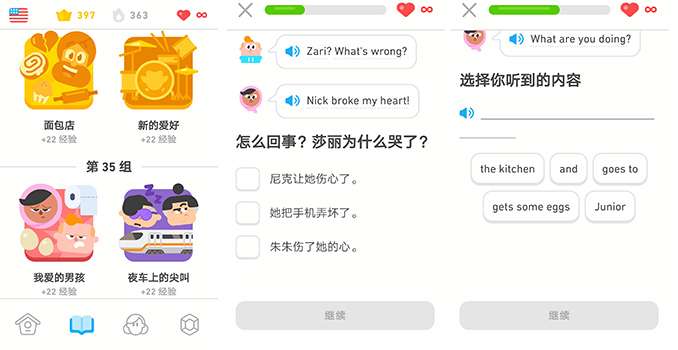 397
363
∞
面包店
+22 经验
新的爱好
+22 经验
第 35 组
我爱的男孩
+22 经验
夜车上的尖叫
+22 经验
∞
Zari? What's wrong?
Nick broke my heart!
怎么回事？莎丽为什么哭了？
尼克让她伤心了。
她把手机弄坏了。
朱朱伤了她的心。
继续
∞
What are you doing?
选择你听到的内容
the kitchen
and
goes to
gets some eggs
Junior
继续